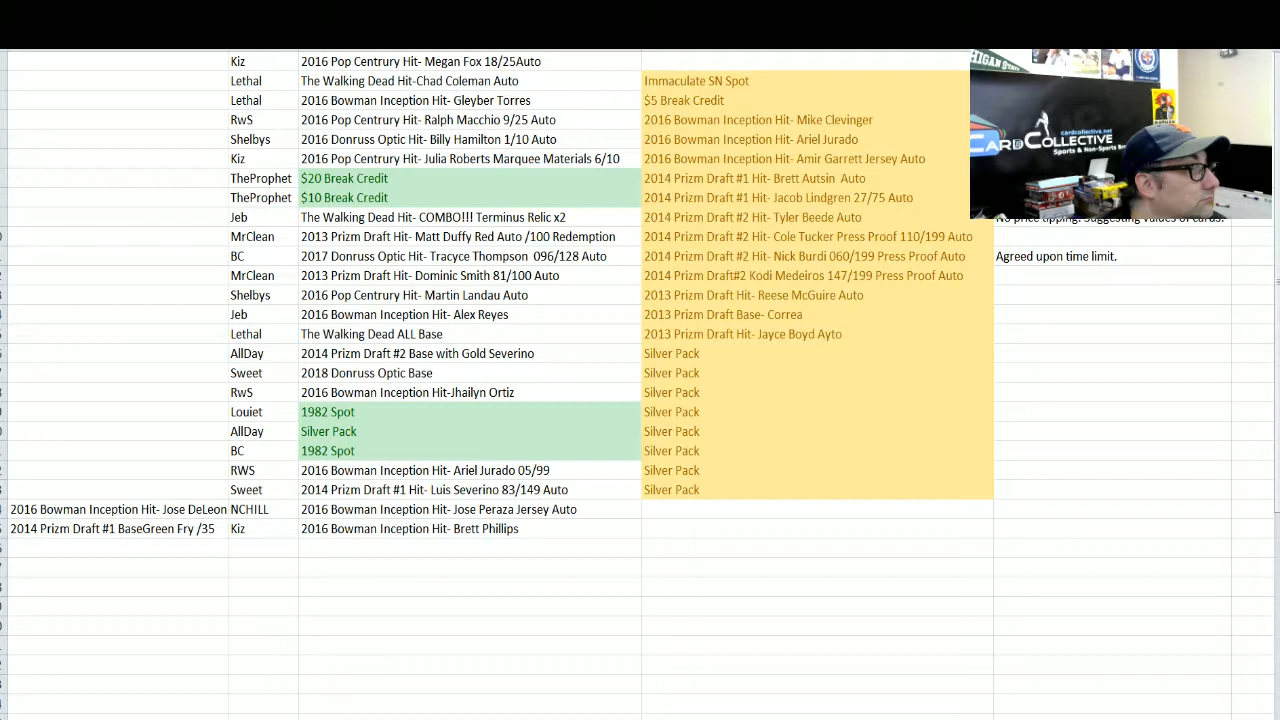 Kiz 2016 Pop Centrury Hit- Megan Fox 18/25Auto
Lethal The Walking Dead Hit-Chad Coleman Auto Immaculate SN Spot
Lethal 2016 Bowman Inception Hit- Gleyber Torres $5 Break Credit
RwS 2016 Pop Centrury Hit- Ralph Macchio 9/25 Auto 2016 Bowman Inception Hit- Mike Clevinger
Shelbys 2016 Donruss Optic Hit- Billy Hamilton 1/10 Auto 2016 Bowman Inception Hit- Ariel Jurado
Kiz 2016 Pop Centrury Hit- Julia Roberts Marquee Materials 6/10 2016 Bowman Inception Hit- Amir Garrett Jersey Auto
TheProphet $20 Break Credit 2014 Prizm Draft #1 Hit- Brett Autsin Auto
TheProphet $10 Break Credit 2014 Prizm Draft #1 Hit- Jacob Lindgren 27/75 Auto
Jeb The Walking Dead Hit- COMBO!!! Terminus Relic x2 2014 Prizm Draft #2 Hit- Tyler Beede Auto No price tipping. Suggesting values of cards.
MrClean 2013 Prizm Draft Hit- Matt Duffy Red Auto /100 Redemption 2014 Prizm Draft #2 Hit- Cole Tucker Press Proof 110/199 Auto
BC 2017 Donruss Optic Hit- Tracyce Thompson 096/128 Auto 2014 Prizm Draft #2 Hit- Nick Burdi 060/199 Press Proof Auto Agreed upon time limit.
MrClean 2013 Prizm Draft Hit- Dominic Smith 81/100 Auto 2014 Prizm Draft#2 Kodi Medeiros 147/199 Press Proof Auto
Shelbys 2016 Pop Centrury Hit- Martin Landau Auto 2013 Prizm Draft Hit- Reese McGuire Auto
Jeb 2016 Bowman Inception Hit- Alex Reyes 2013 Prizm Draft Base- Correa
Lethal The Walking Dead ALL Base 2013 Prizm Draft Hit- Jayce Boyd Ayto
AllDay 2014 Prizm Draft #2 Base with Gold Severino Silver Pack
Sweet 2018 Donruss Optic Base Silver Pack
RwS 2016 Bowman Inception Hit-Jhailyn Ortiz Silver Pack
Louiet 1982 Spot Silver Pack
AllDay Silver Pack Silver Pack
BC 1982 Spot Silver Pack
RWS 2016 Bowman Inception Hit- Ariel Jurado 05/99 Silver Pack
Sweet 2014 Prizm Draft #1 Hit- Luis Severino 83/149 Auto Silver Pack
2016 Bowman Inception Hit- Jose DeLeon NCHILL 2016 Bowman Inception Hit- Jose Peraza Jersey Auto
2014 Prizm Draft #1 BaseGreen Fry /35 Kiz 2016 Bowman Inception Hit- Brett Phillips
cardcollective.net
CARDCOLLECTIVE
Sports & Non-Sports